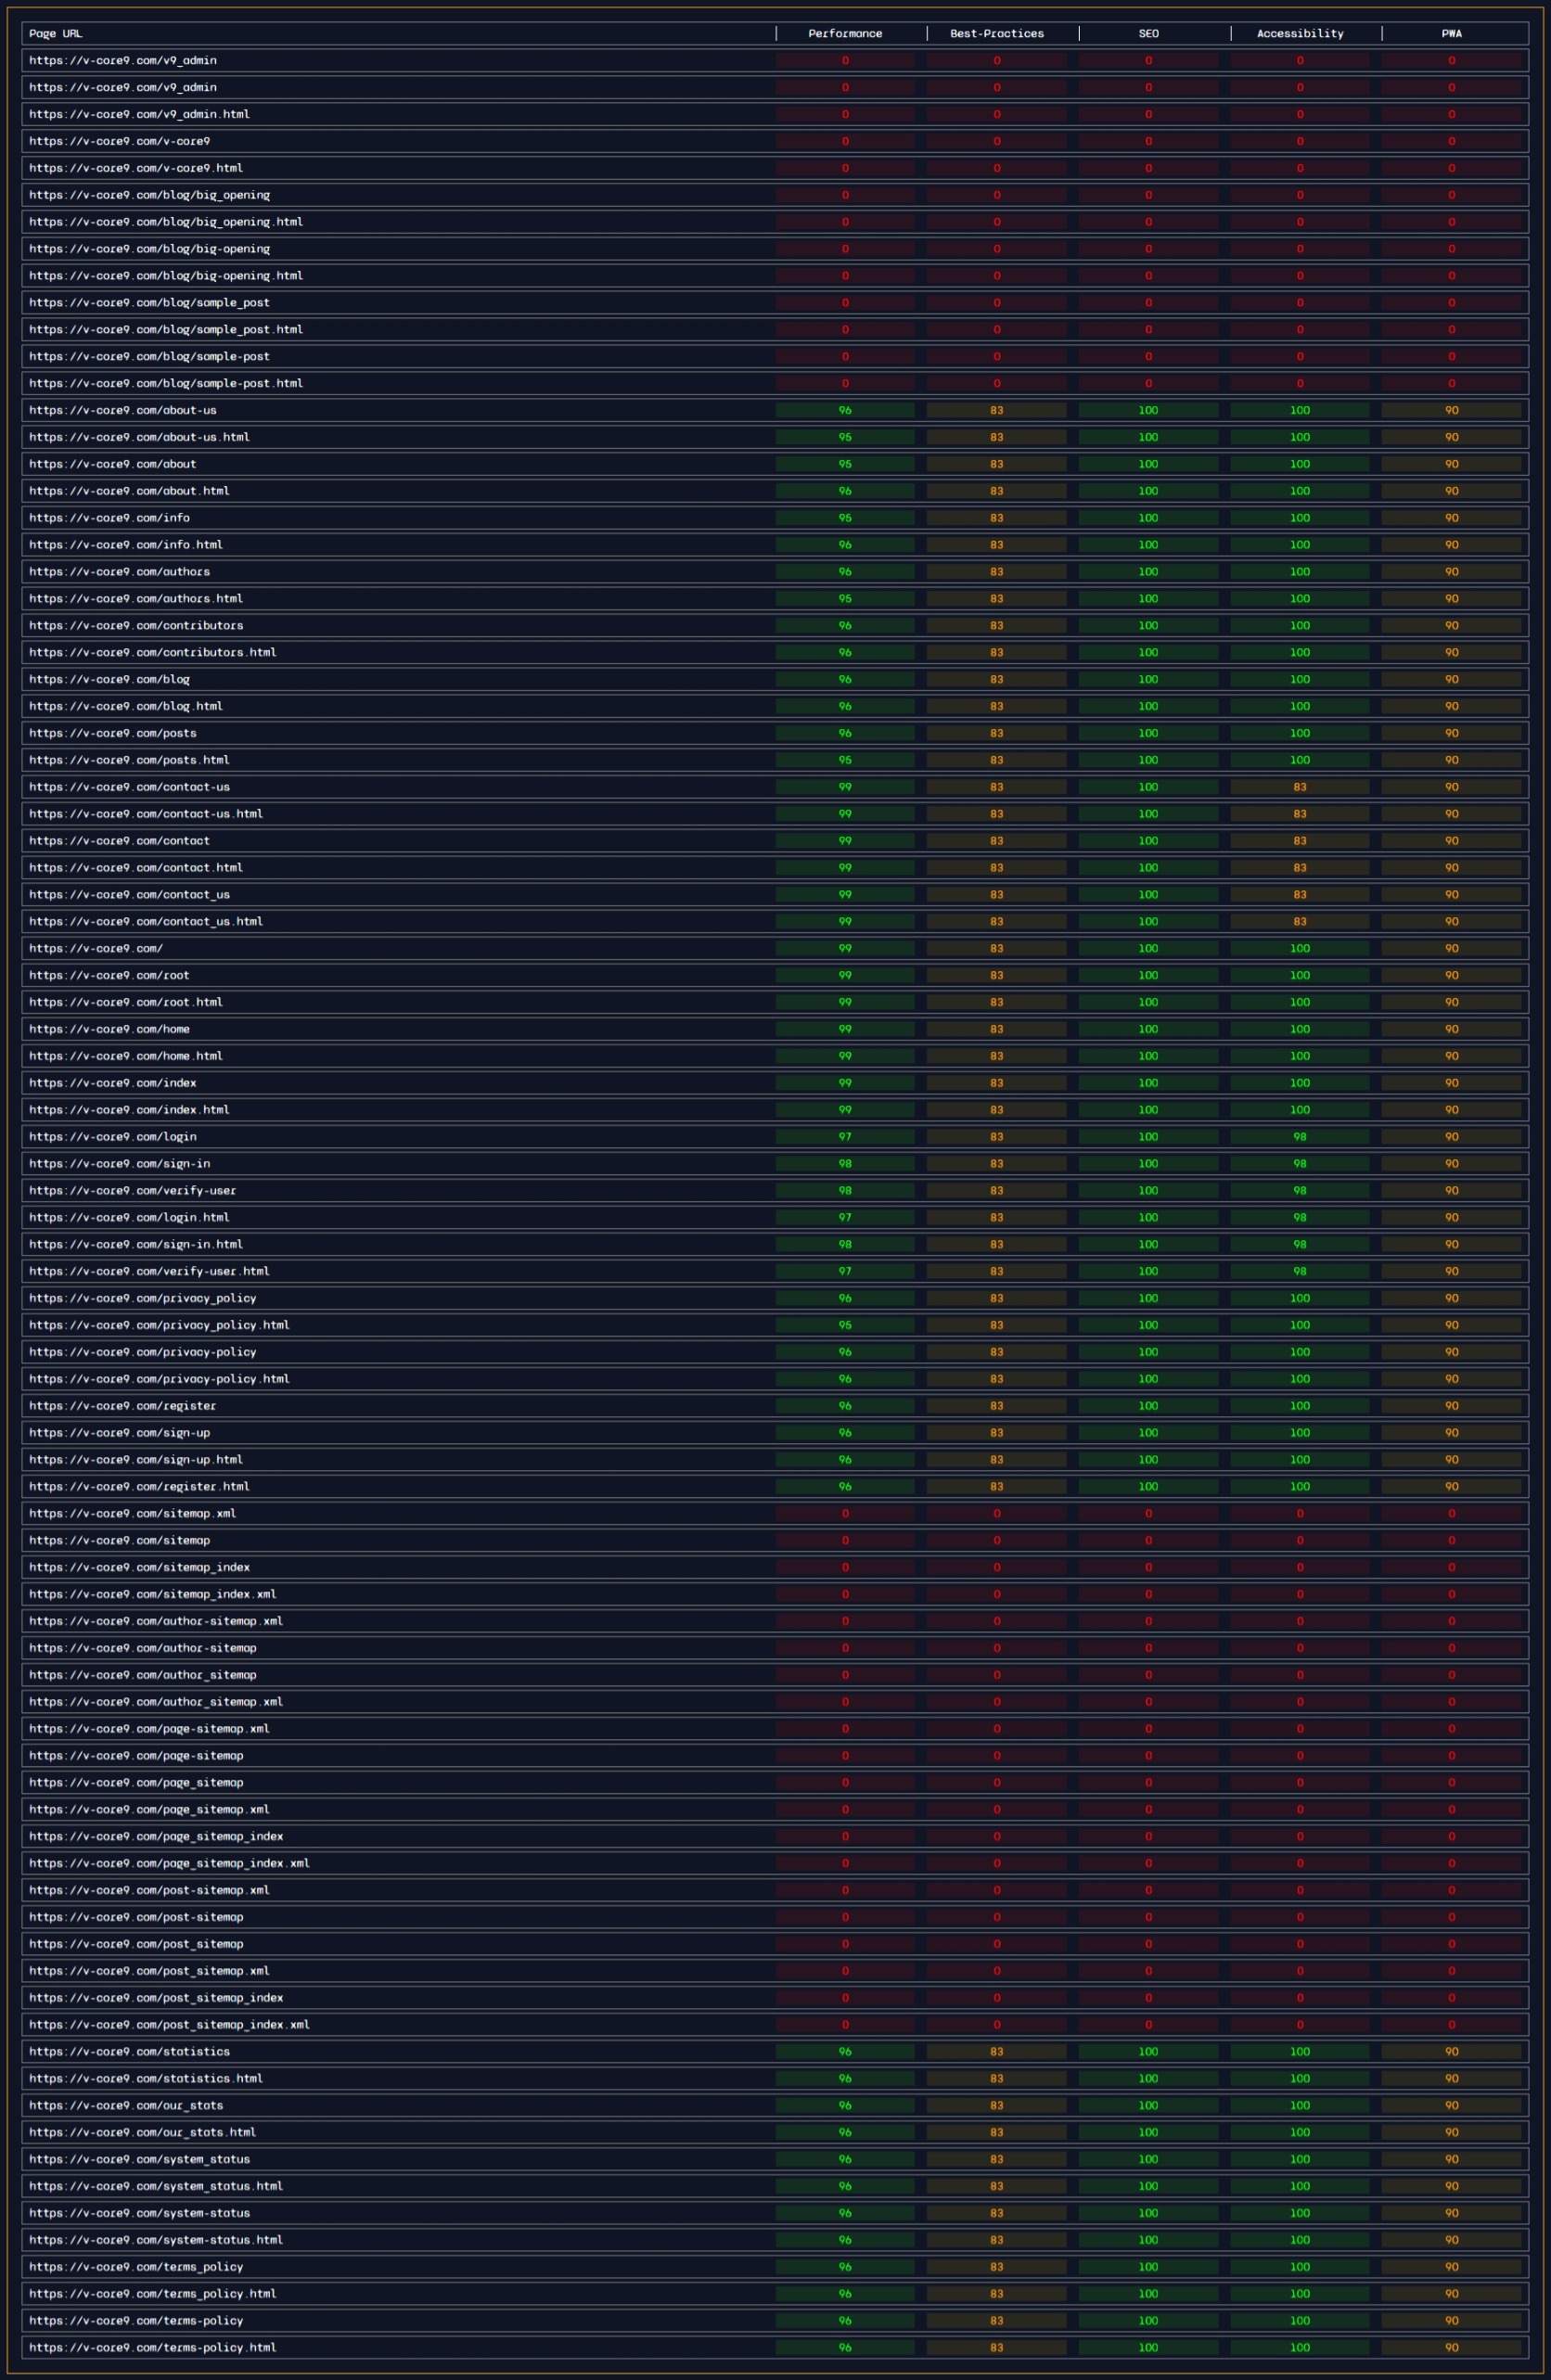 Page URL | Performance | Best-Practices | SEO | Accessibility | PWA
https://v-core9.com/v9_admin 0 0 0 0 0
https://v-core9.com/v9_admin 0 0 0 0 0
https://v-core9.com/v9_admin.html 0 0 0 0 0
https://v-core9.com/v-core9 0 0 0 0 0
https://v-core9.com/v-core9.html 0 0 0 0 0
https://v-core9.com/blog/big_opening 0 0 0 0 0
https://v-core9.com/blog/big_opening.html 0 0 0 0 0
https://v-core9.com/blog/big-opening 0 0 0 0 0
https://v-core9.com/blog/big-opening.html 0 0 0 0 0
https://v-core9.com/blog/sample_post 0 0 0 0 0
https://v-core9.com/blog/sample_post.html 0 0 0 0 0
https://v-core9.com/blog/sample-post 0 0 0 0 0
https://v-core9.com/blog/sample-post.html 0 0 0 0 0
https://v-core9.com/about-us 96 83 100 100 90
https://v-core9.com/about-us.html 95 83 100 100 90
https://v-core9.com/about 95 83 100 100 90
https://v-core9.com/about.html 96 83 100 100 90
https://v-core9.com/info 95 83 100 100 90
https://v-core9.com/info.html 96 83 100 100 90
https://v-core9.com/authors 96 83 100 100 90
https://v-core9.com/authors.html 95 83 100 100 90
https://v-core9.com/contributors 96 83 100 100 90
https://v-core9.com/contributors.html 96 83 100 100 90
https://v-core9.com/blog 96 83 100 100 90
https://v-core9.com/blog.html 96 83 100 100 90
https://v-core9.com/posts 96 83 100 100 90
https://v-core9.com/posts.html 95 83 100 100 90
https://v-core9.com/contact-us 99 83 100 83 90
https://v-core9.com/contact-us.html 99 83 100 83 90
https://v-core9.com/contact 99 83 100 83 90
https://v-core9.com/contact.html 99 83 100 83 90
https://v-core9.com/contact_us 99 83 100 83 90
https://v-core9.com/contact_us.html 99 83 100 83 90
https://v-core9.com/ 99 83 100 100 90
https://v-core9.com/root 99 83 100 100 90
https://v-core9.com/root.html 99 83 100 100 90
https://v-core9.com/home 99 83 100 100 90
https://v-core9.com/home.html 99 83 100 100 90
https://v-core9.com/index 99 83 100 100 90
https://v-core9.com/index.html 99 83 100 100 90
https://v-core9.com/login 97 83 100 98 90
https://v-core9.com/sign-in 98 83 100 98 90
https://v-core9.com/verify-user 98 83 100 98 90
https://v-core9.com/login.html 97 83 100 98 90
https://v-core9.com/sign-in.html 98 83 100 98 90
https://v-core9.com/verify-user.html 97 83 100 98 90
https://v-core9.com/privacy_policy 96 83 100 100 90
https://v-core9.com/privacy_policy.html 95 83 100 100 90
https://v-core9.com/privacy-policy 96 83 100 100 90
https://v-core9.com/privacy-policy.html 96 83 100 100 90
https://v-core9.com/register 96 83 100 100 90
https://v-core9.com/sign-up 96 83 100 100 90
https://v-core9.com/sign-up.html 96 83 100 100 90
https://v-core9.com/register.html 96 83 100 100 90
https://v-core9.com/sitemap.xml 0 0 0 0 0
https://v-core9.com/sitemap 0 0 0 0 0
https://v-core9.com/sitemap_index 0 0 0 0 0
https://v-core9.com/sitemap_index.xml 0 0 0 0 0
https://v-core9.com/author-sitemap.xml 0 0 0 0 0
https://v-core9.com/author-sitemap 0 0 0 0 0
https://v-core9.com/author_sitemap 0 0 0 0 0
https://v-core9.com/author_sitemap.xml 0 0 0 0 0
https://v-core9.com/page-sitemap.xml 0 0 0 0 0
https://v-core9.com/page-sitemap 0 0 0 0 0
https://v-core9.com/page_sitemap 0 0 0 0 0
https://v-core9.com/page_sitemap.xml 0 0 0 0 0
https://v-core9.com/page_sitemap_index 0 0 0 0 0
https://v-core9.com/page_sitemap_index.xml 0 0 0 0 0
https://v-core9.com/post-sitemap.xml 0 0 0 0 0
https://v-core9.com/post-sitemap 0 0 0 0 0
https://v-core9.com/post_sitemap 0 0 0 0 0
https://v-core9.com/post_sitemap.xml 0 0 0 0 0
https://v-core9.com/post_sitemap_index 0 0 0 0 0
https://v-core9.com/post_sitemap_index.xml 0 0 0 0 0
https://v-core9.com/statistics 96 83 100 100 90
https://v-core9.com/statistics.html 96 83 100 100 90
https://v-core9.com/our_stats 96 83 100 100 90
https://v-core9.com/our_stats.html 96 83 100 100 90
https://v-core9.com/system_status 96 83 100 100 90
https://v-core9.com/system_status.html 96 83 100 100 90
https://v-core9.com/system-status 96 83 100 100 90
https://v-core9.com/system-status.html 96 83 100 100 90
https://v-core9.com/terms_policy 96 83 100 100 90
https://v-core9.com/terms_policy.html 96 83 100 100 90
https://v-core9.com/terms-policy 96 83 100 100 90
https://v-core9.com/terms-policy.html 96 83 100 100 90